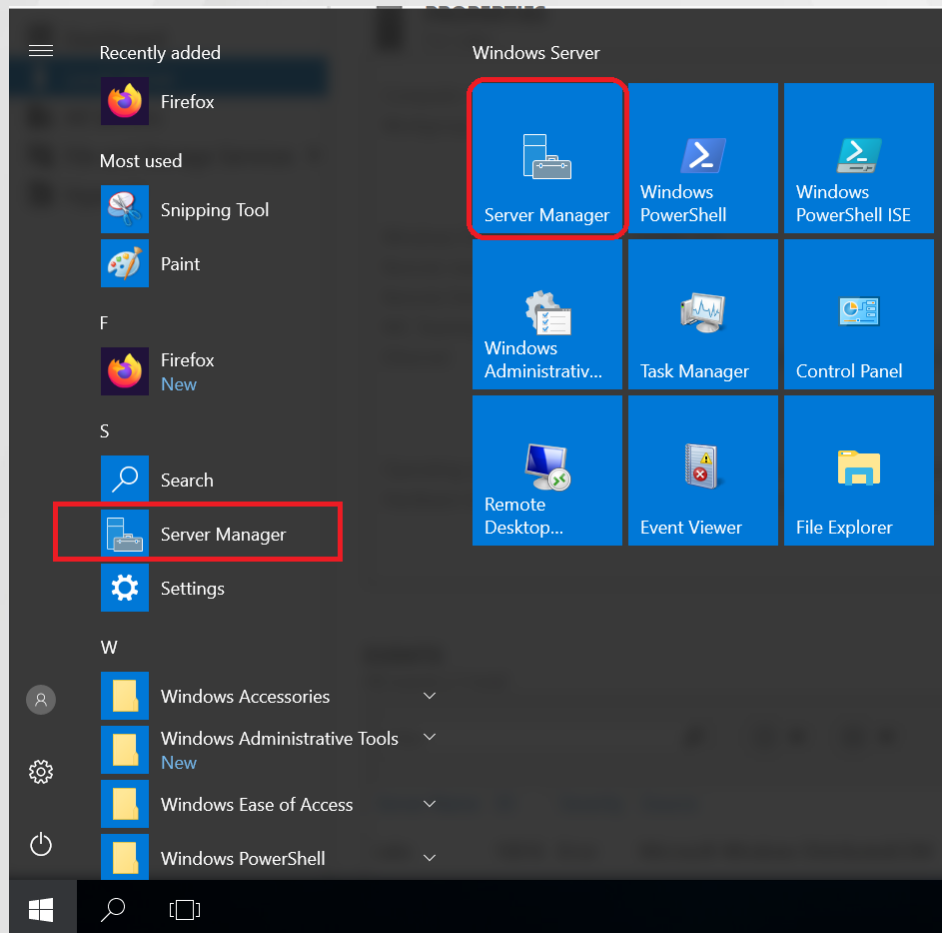 PROPERTIES
Recently added
Firefox
Most used
Snipping Tool
Paint
F
Firefox
New
S
Search
Server Manager
Settings
W
Windows Accessories
Windows Administrative Tools
New
Windows Ease of Access
Windows PowerShell
Windows Server
Server Manager
Windows
PowerShell
Windows
PowerShell ISE
Windows
Administrativ...
Task Manager
Control Panel
Remote
Desktop...
Event Viewer
File Explorer